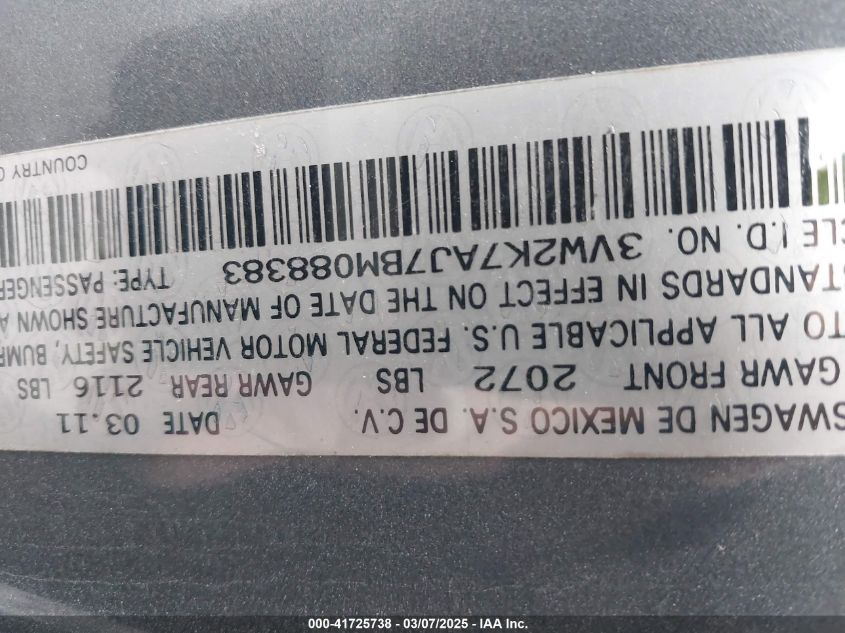 SWAGEN DE MEXICO S.A. DE C.V. DATE 03.11
GAWR FRONT 2072 LBS GAWR REAR 2116 LBS
TO ALL APPLICABLE U.S. FEDERAL MOTOR VEHICLE SAFETY, BUMP
STANDARDS IN EFFECT ON THE DATE OF MANUFACTURE SHOWN A
CLE I.D. NO. 3VW2K7AJ7BM088383 TYPE: PASSENGER
COUNTRY O
000-41725738 - 03/07/2025 - IAA Inc.